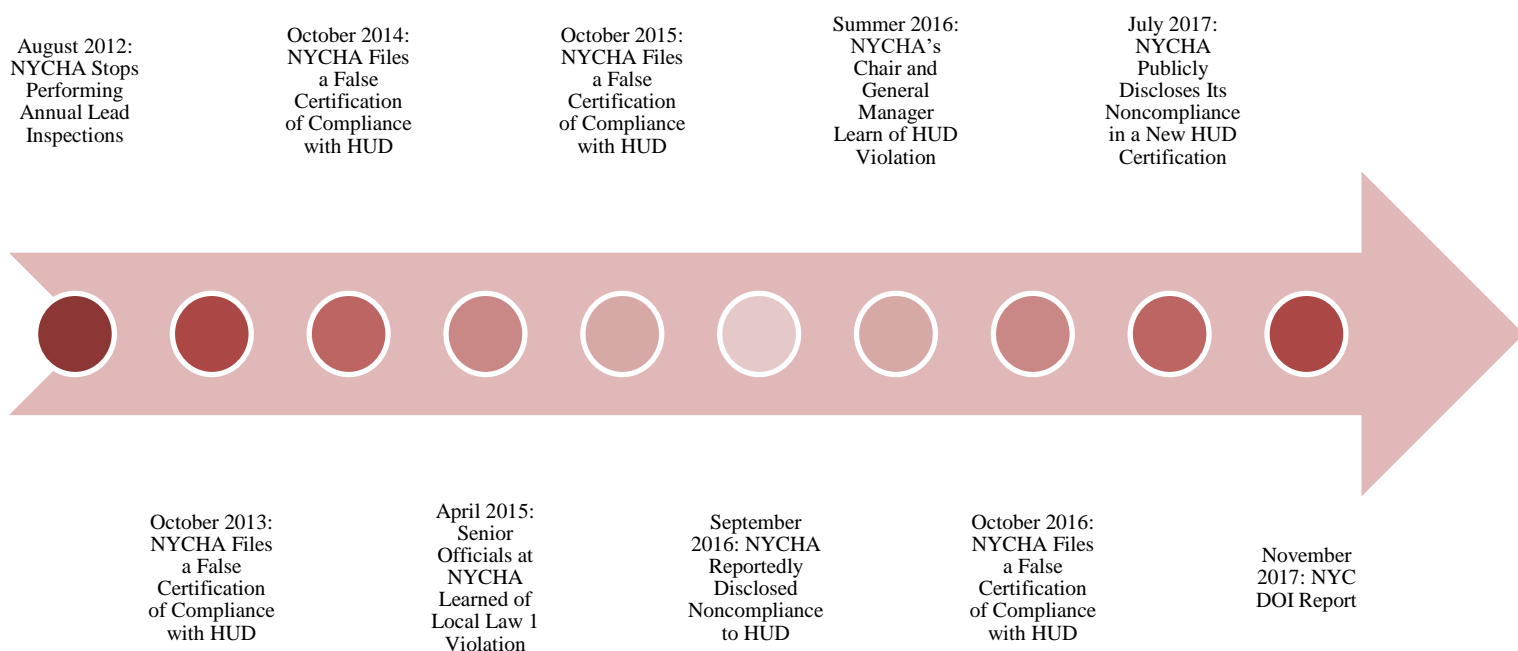 August 2012:
NYCHA Stops
Performing
Annual Lead
Inspections
October 2013:
NYCHA Files
a False
Certification
of Compliance
with HUD
October 2014:
NYCHA Files
a False
Certification
of Compliance
with HUD
April 2015:
Senior
Officials at
NYCHA
Learned of
Local Law 1
Violation
October 2015:
NYCHA Files
a False
Certification
of Compliance
with HUD
September
2016: NYCHA
Reportedly
Disclosed
Noncompliance
to HUD
Summer 2016:
NYCHA’s
Chair and
General
Manager
Learn of HUD
Violation
October 2016:
NYCHA Files
a False
Certification
of Compliance
with HUD
July 2017:
NYCHA
Publicly
Discloses Its
Noncompliance
in a New HUD
Certification
November
2017: NYC
DOI Report